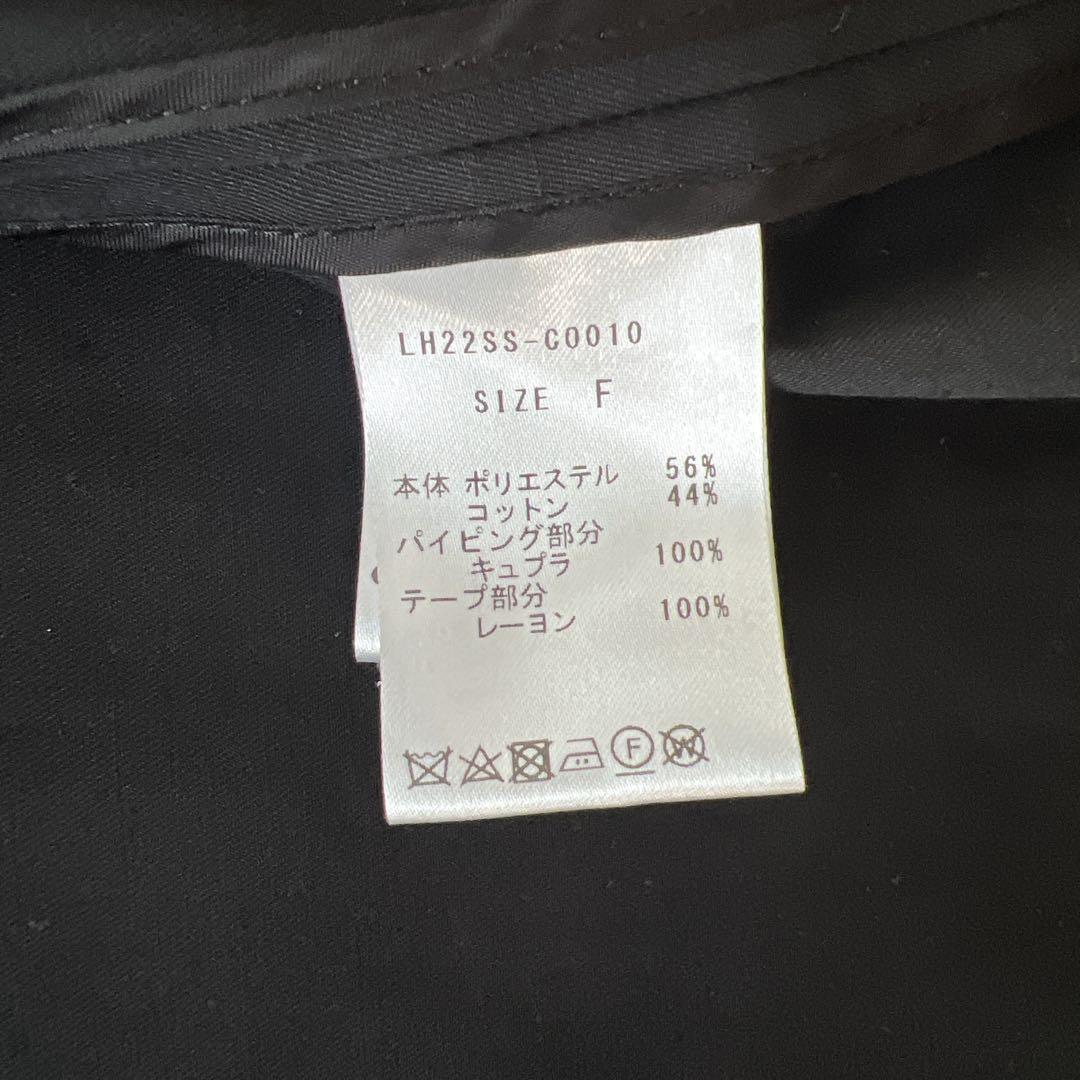 LH22SS-C0010
SIZE F
本体 ポリエステル 56%
コットン 44%
パイピング部分
キュプラ 100%
テープ部分
レーヨン 100%
F W